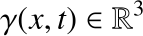 γ(x, t) ∈ ℝ³